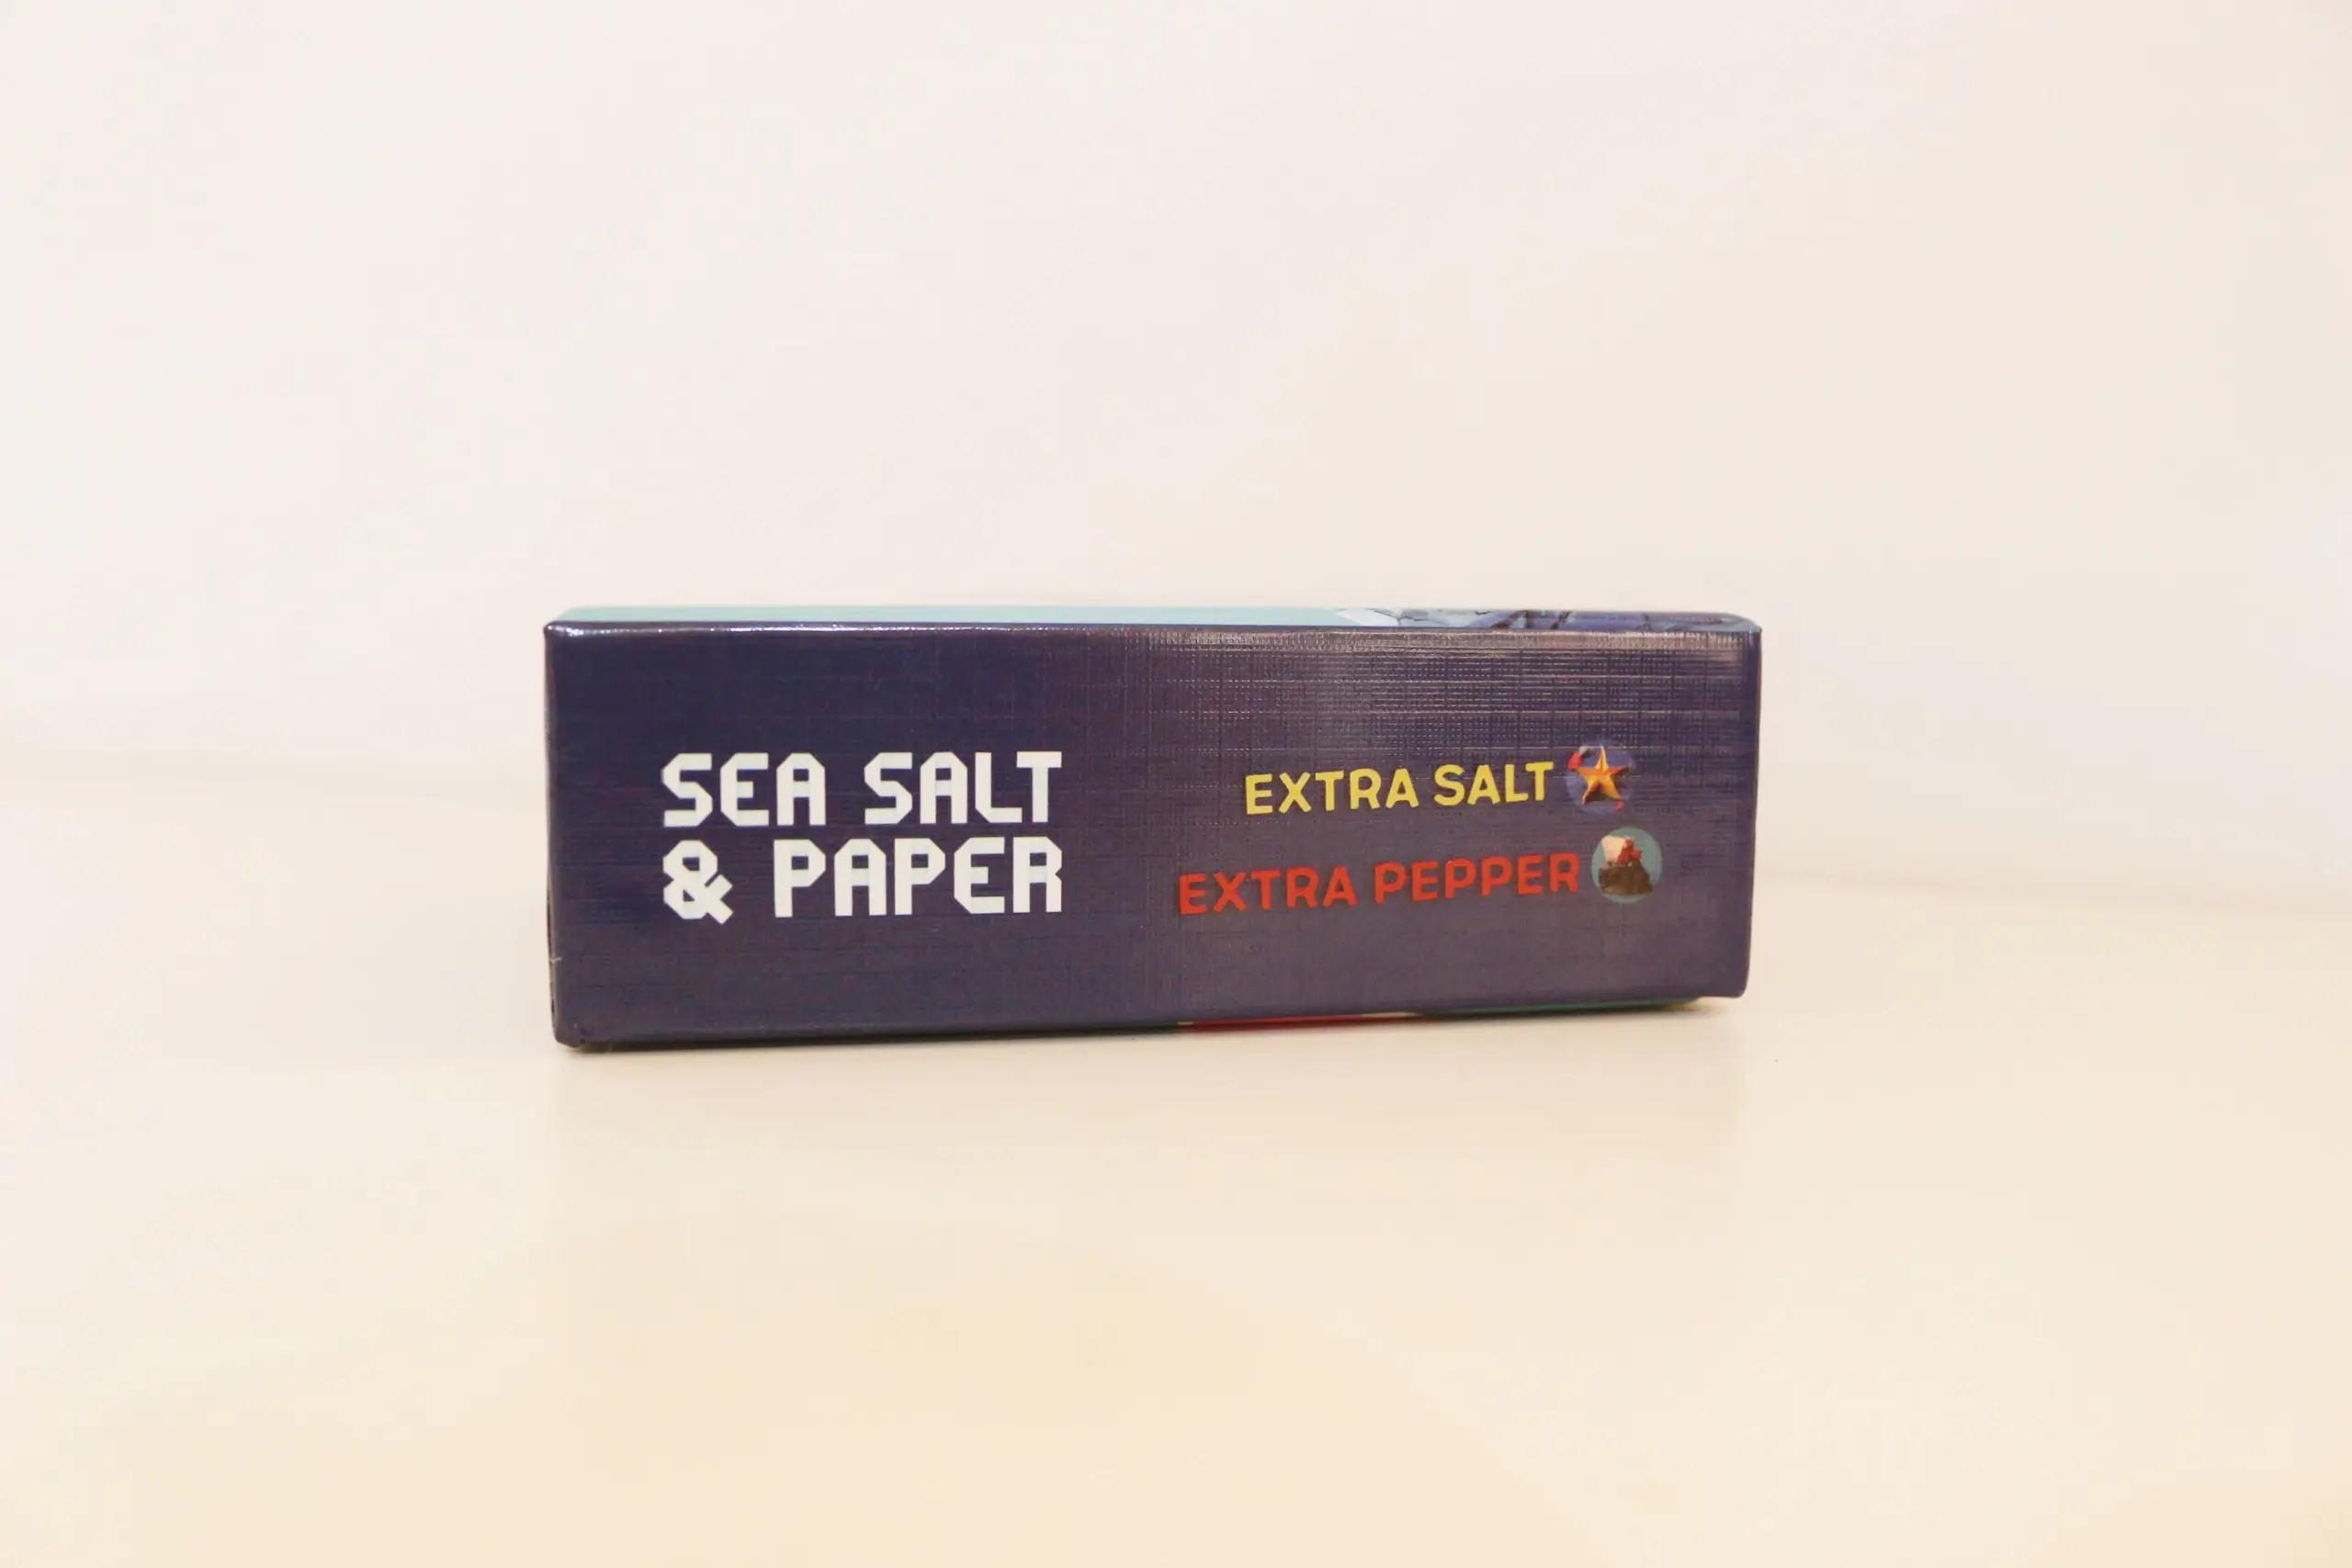 SEA SALT
& PAPER
EXTRA SALT
EXTRA PEPPER